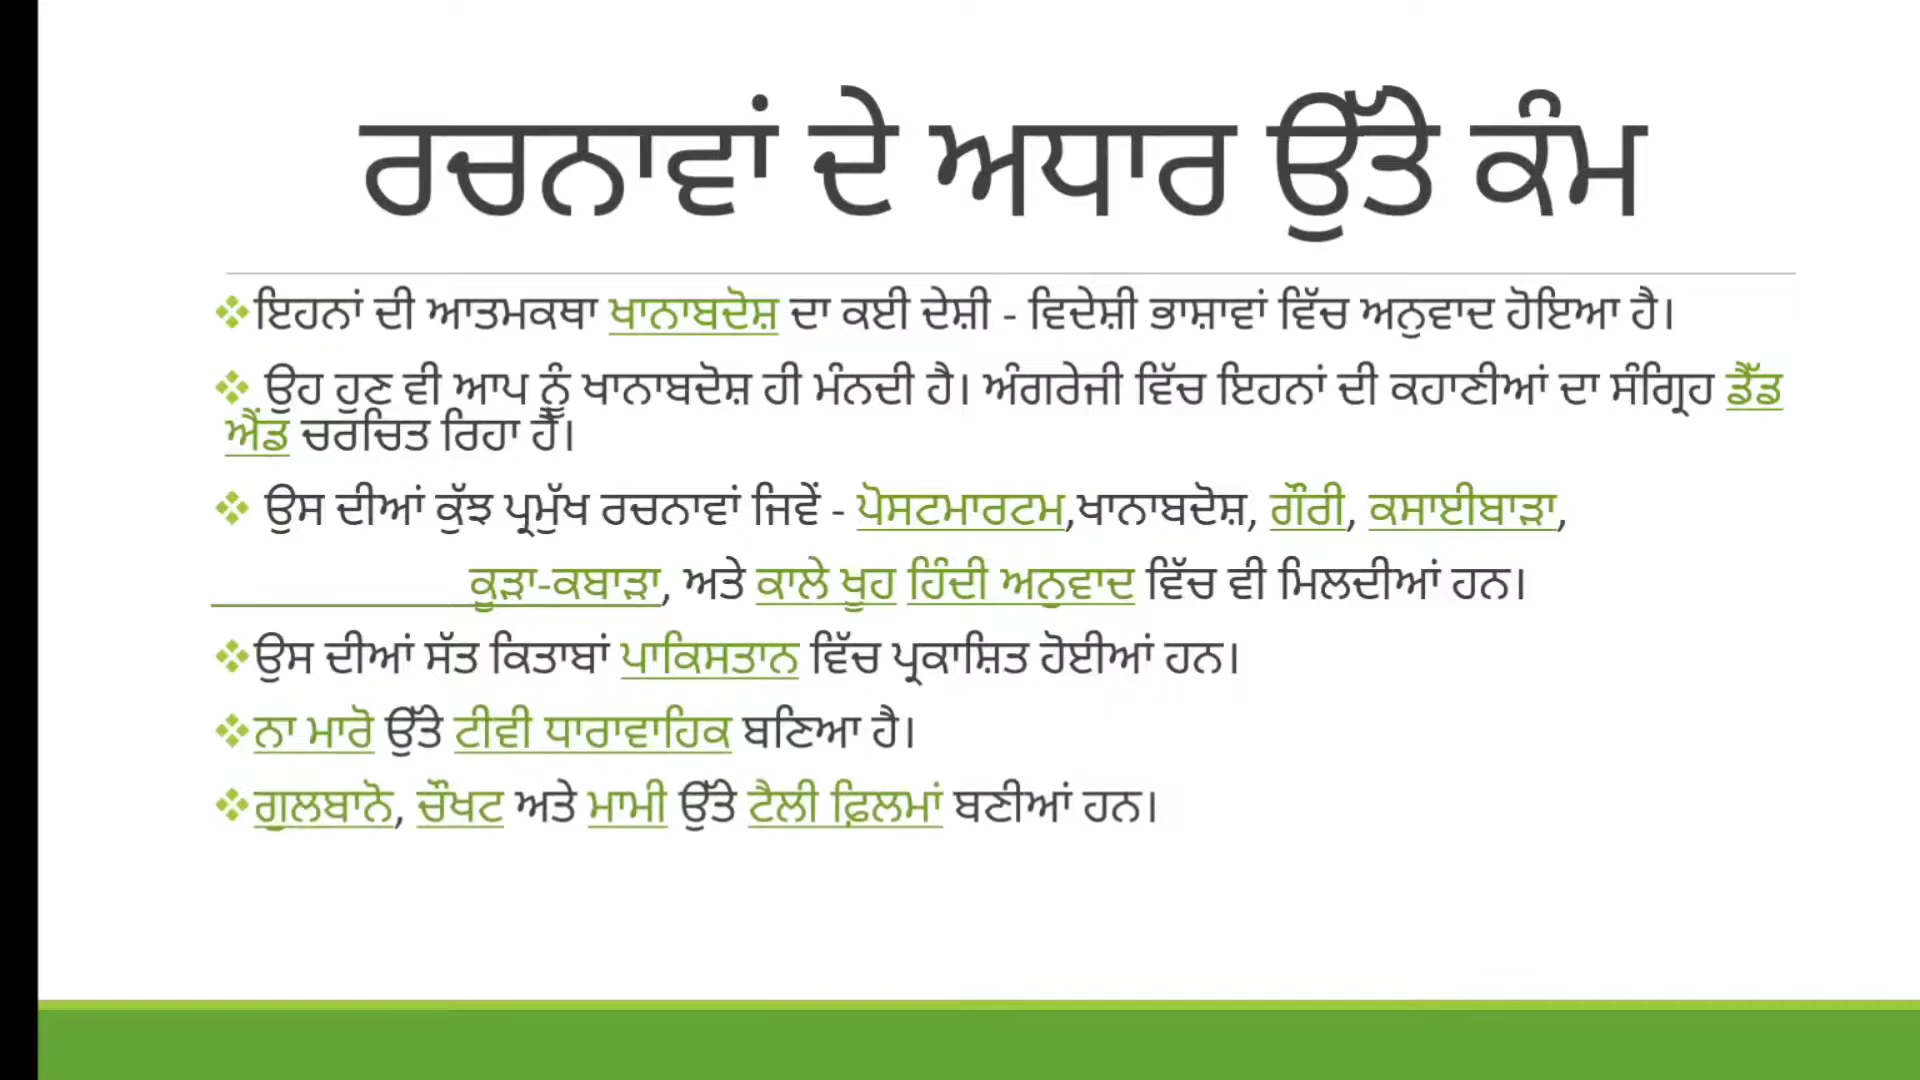 ਰਚਨਾਵਾਂ ਦੇ ਅਧਾਰ ਉੱਤੇ ਕੰਮ
❖ਇਹਨਾਂ ਦੀ ਆਤਮਕਥਾ ਖਾਨਾਬਦੋਸ਼ ਦਾ ਕਈ ਦੇਸ਼ੀ - ਵਿਦੇਸ਼ੀ ਭਾਸ਼ਾਵਾਂ ਵਿੱਚ ਅਨੁਵਾਦ ਹੋਇਆ ਹੈ।
❖ ਉਹ ਹੁਣ ਵੀ ਆਪ ਨੂੰ ਖਾਨਾਬਦੋਸ਼ ਹੀ ਮੰਨਦੀ ਹੈ। ਅੰਗਰੇਜੀ ਵਿੱਚ ਇਹਨਾਂ ਦੀ ਕਹਾਣੀਆਂ ਦਾ ਸੰਗ੍ਰਿਹ ਡੈੱਡ
ਐਂਡ ਚਰਚਿਤ ਰਿਹਾ ਹੈ।
❖ ਉਸ ਦੀਆਂ ਕੁੱਝ ਪ੍ਰਮੁੱਖ ਰਚਨਾਵਾਂ ਜਿਵੇਂ - ਪੋਸਟਮਾਰਟਮ,ਖਾਨਾਬਦੋਸ਼, ਗੌਰੀ, ਕਸਾਈਬਾੜਾ,
ਕੂੜਾ-ਕਬਾੜਾ, ਅਤੇ ਕਾਲੇ ਖੂਹ ਹਿੰਦੀ ਅਨੁਵਾਦ ਵਿੱਚ ਵੀ ਮਿਲਦੀਆਂ ਹਨ।
❖ਉਸ ਦੀਆਂ ਸੱਤ ਕਿਤਾਬਾਂ ਪਾਕਿਸਤਾਨ ਵਿੱਚ ਪ੍ਰਕਾਸ਼ਿਤ ਹੋਈਆਂ ਹਨ।
❖ਨਾ ਮਾਰੋ ਉੱਤੇ ਟੀਵੀ ਧਾਰਾਵਾਹਿਕ ਬਣਿਆ ਹੈ।
❖ਗੁਲਬਾਨੋ, ਚੌਖਟ ਅਤੇ ਮਾਮੀ ਉੱਤੇ ਟੈਲੀ ਫ਼ਿਲਮਾਂ ਬਣੀਆਂ ਹਨ।